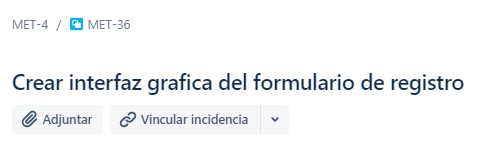 MET-4 / MET-36
Crear interfaz grafica del formulario de registro
Adjuntar Vincular incidencia